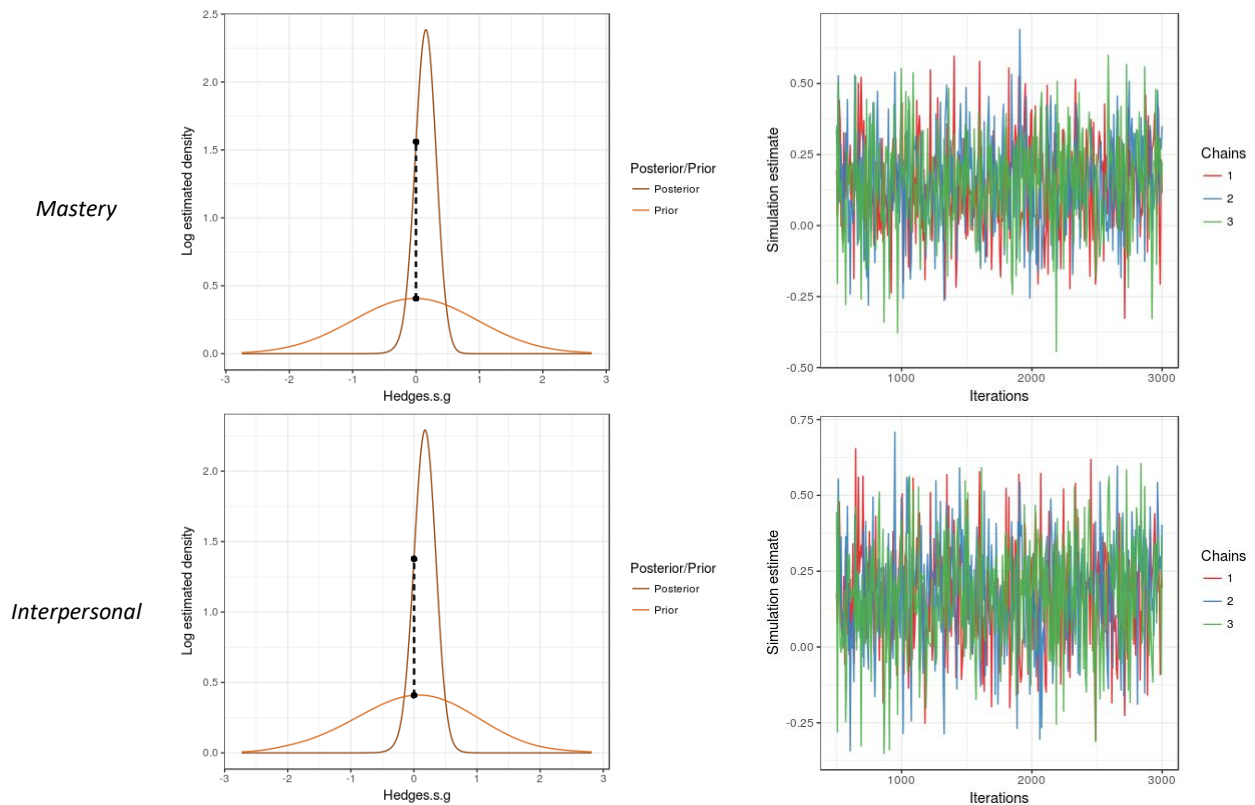 Mastery
2.5
2.0
1.5
1.0
0.5
0.0
Log estimated density
-3 -2 -1 0 1 2 3
Hedges.s.g
Posterior/Prior
Posterior
Prior
0.50
0.25
0.00
-0.25
-0.50
Simulation estimate
1000 2000 3000
Iterations
Chains
1
2
3
Interpersonal
2.0
1.5
1.0
0.5
0.0
Log estimated density
-3 -2 -1 0 1 2 3
Hedges.s.g
Posterior/Prior
Posterior
Prior
0.75
0.50
0.25
0.00
-0.25
Simulation estimate
1000 2000 3000
Iterations
Chains
1
2
3